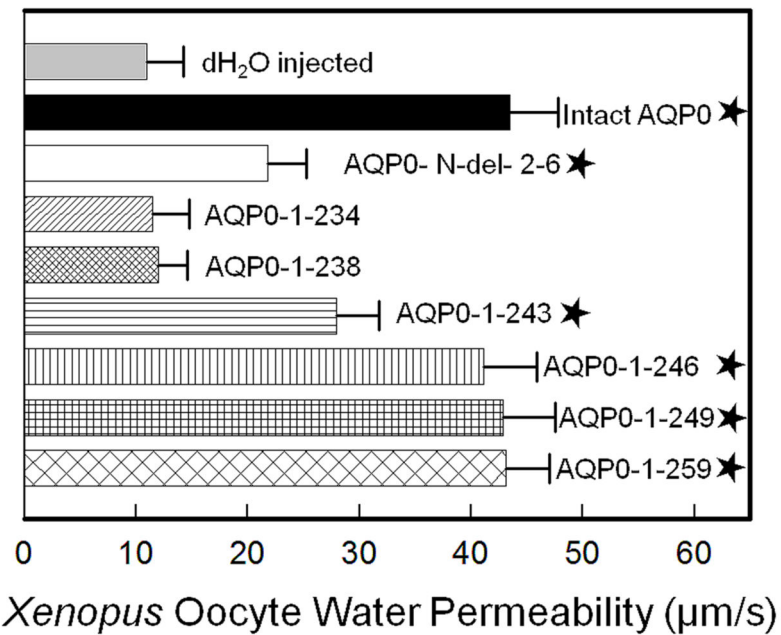 dH₂O injected
Intact AQP0 ★
AQP0- N-del- 2-6 ★
AQP0-1-234
AQP0-1-238
AQP0-1-243 ★
AQP0-1-246 ★
AQP0-1-249 ★
AQP0-1-259 ★
0 10 20 30 40 50 60
Xenopus Oocyte Water Permeability (µm/s)